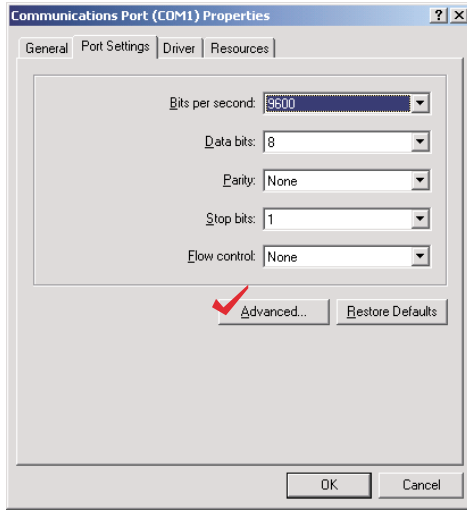 Communications Port (COM1) Properties
General Port Settings Driver Resources
Bits per second: 9600
Data bits: 8
Parity: None
Stop bits: 1
Flow control: None
Advanced... Restore Defaults
OK Cancel